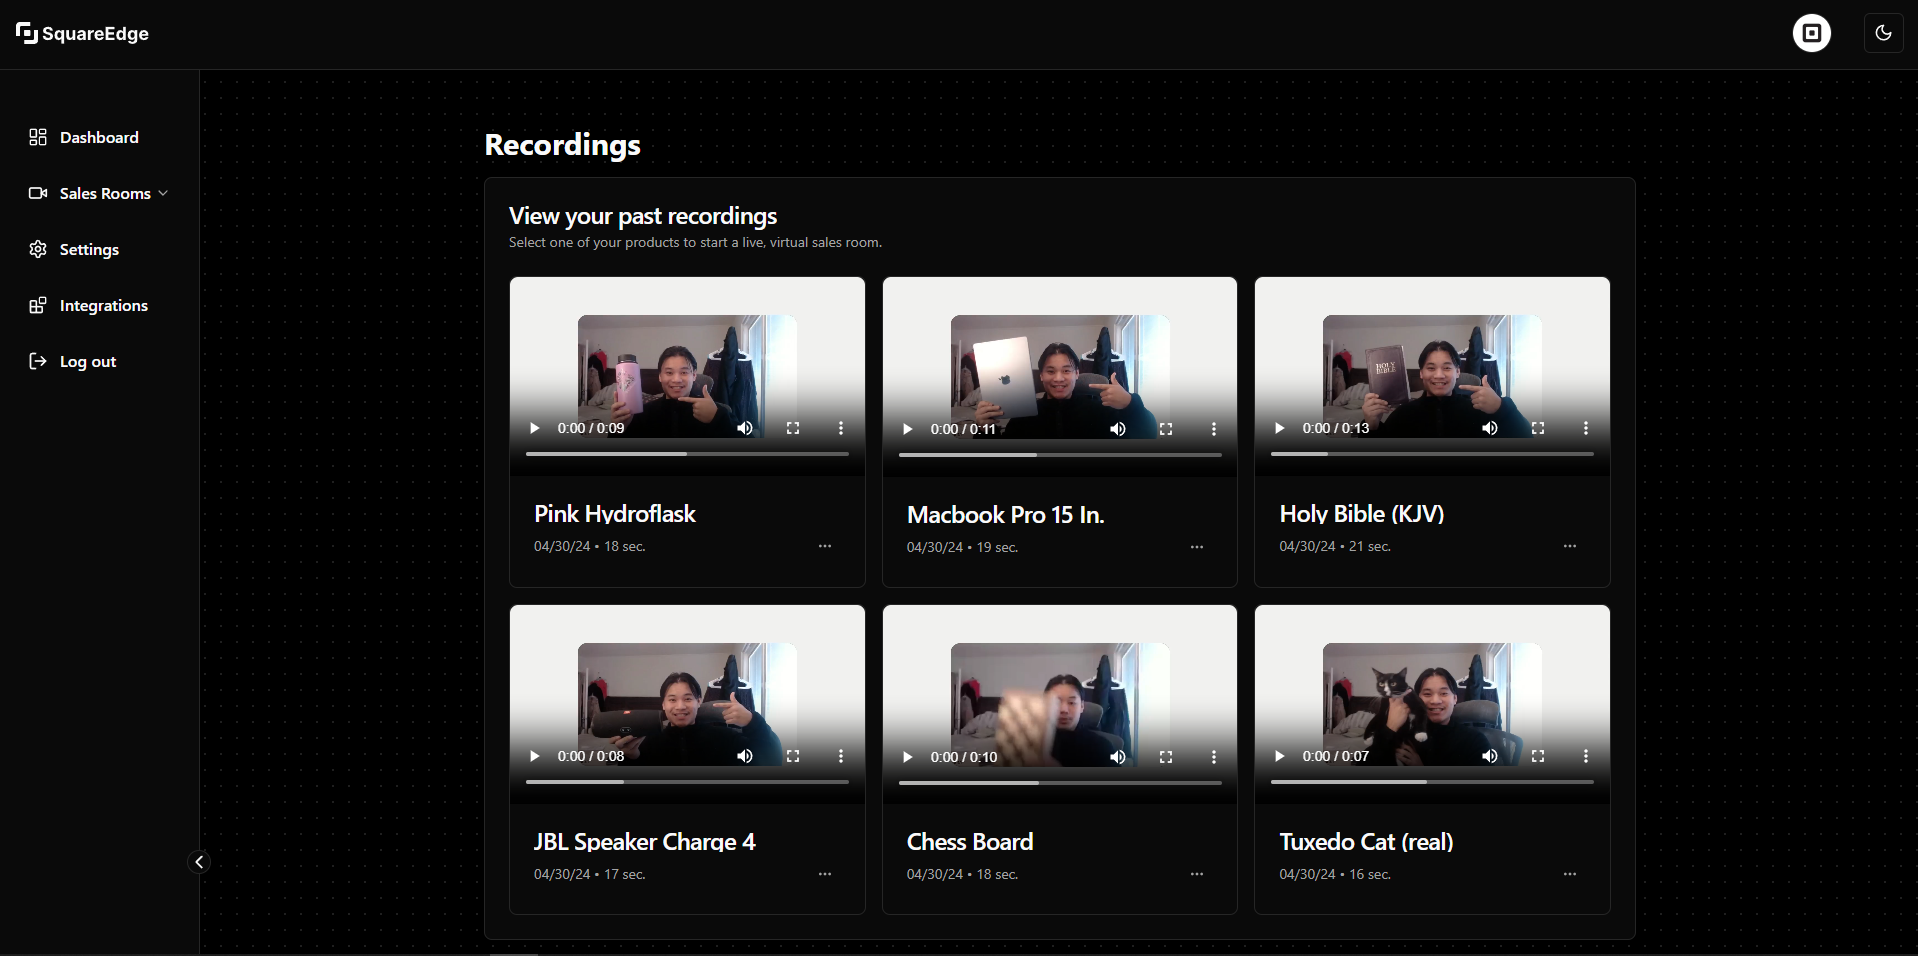 SquareEdge
Dashboard
Sales Rooms
Settings
Integrations
Log out
Recordings
View your past recordings
Select one of your products to start a live, virtual sales room.
0:00 / 0:09
Pink Hydroflask
04/30/24 • 18 sec.
0:00 / 0:11
Macbook Pro 15 In.
04/30/24 • 19 sec.
HOLY
BIBLE
0:00 / 0:13
Holy Bible (KJV)
04/30/24 • 21 sec.
0:00 / 0:08
JBL Speaker Charge 4
04/30/24 • 17 sec.
0:00 / 0:10
Chess Board
04/30/24 • 18 sec.
0:00 / 0:07
Tuxedo Cat (real)
04/30/24 • 16 sec.